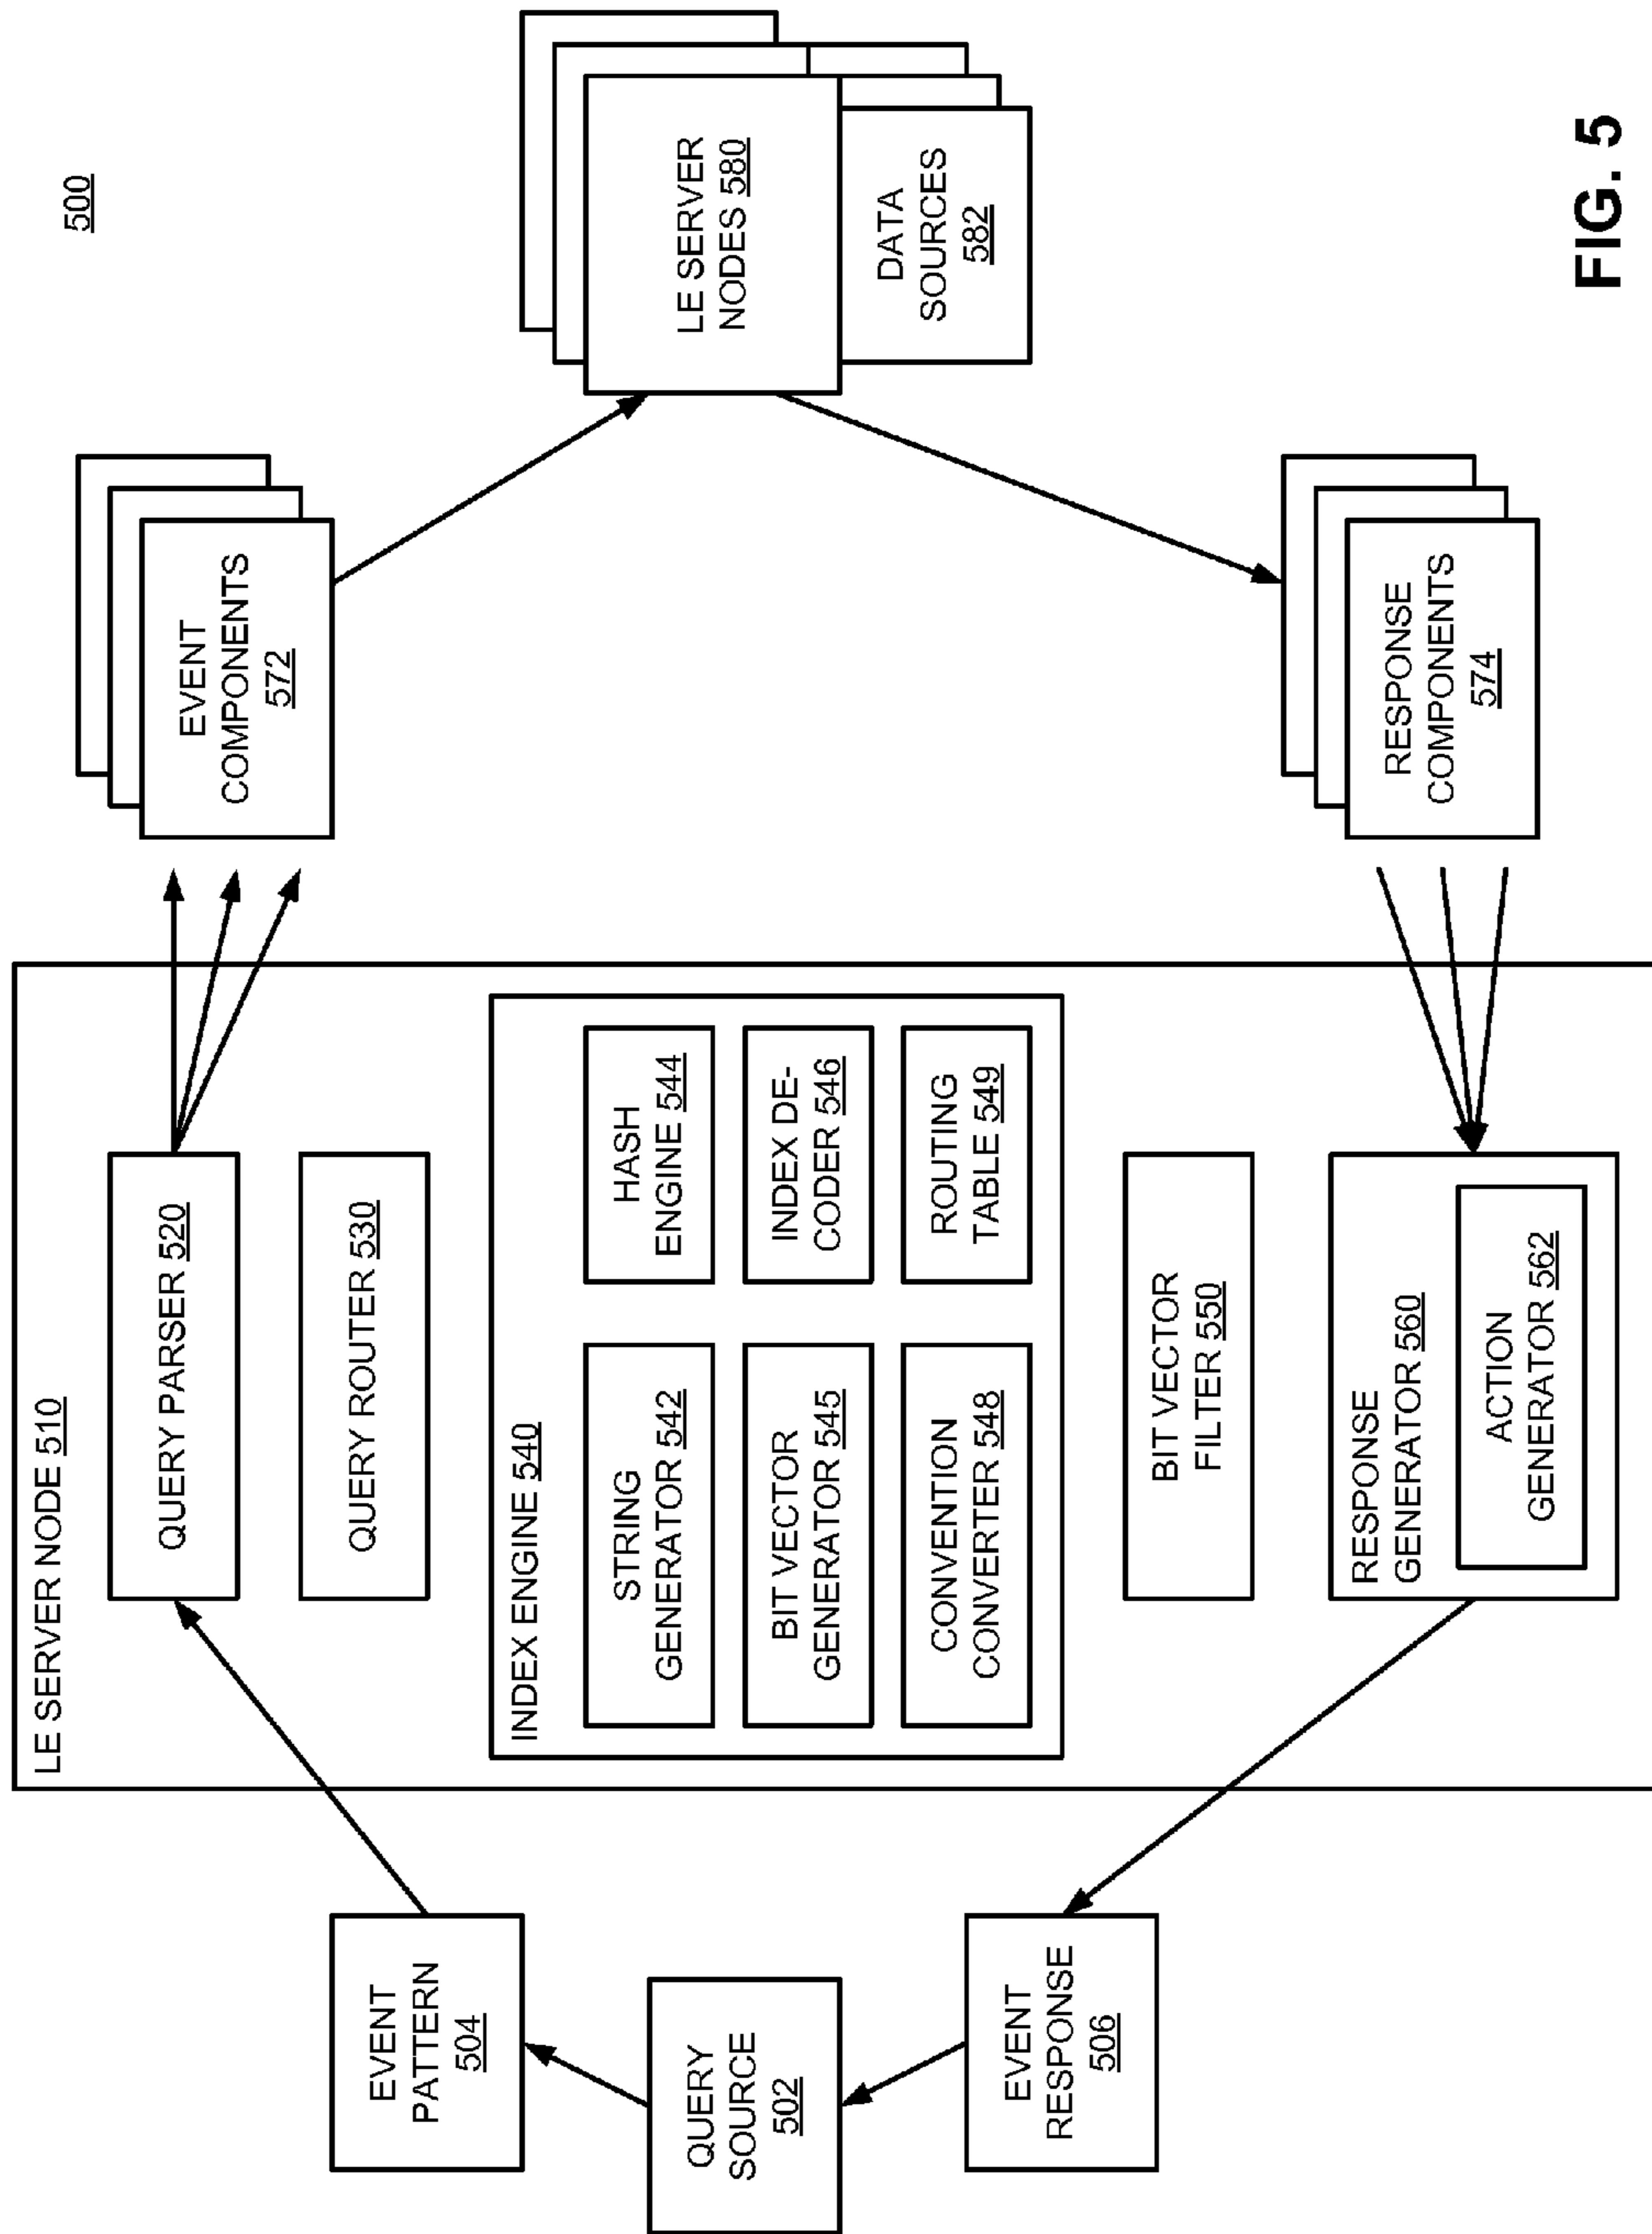 500
LE SERVER NODE 510
QUERY PARSER 520
QUERY ROUTER 530
INDEX ENGINE 540
STRING
GENERATOR 542
HASH
ENGINE 544
BIT VECTOR
GENERATOR 545
INDEX DE-
CODER 546
CONVENTION
CONVERTER 548
ROUTING
TABLE 549
BIT VECTOR
FILTER 550
RESPONSE
GENERATOR 560
ACTION
GENERATOR 562
EVENT
PATTERN
504
QUERY
SOURCE
502
EVENT
RESPONSE
506
EVENT
COMPONENTS
572
LE SERVER
NODES 580
DATA
SOURCES
582
RESPONSE
COMPONENTS
574
FIG. 5